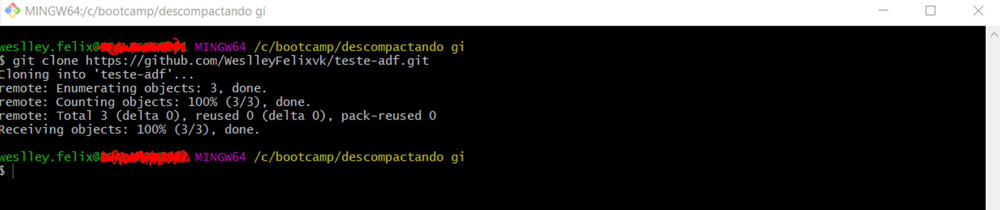 MINGW64:/c/bootcamp/descompactando gi
weslley.felix@ MINGW64 /c/bootcamp/descompactando gi
$ git clone https://github.com/WeslleyFelixvk/teste-adf.git
Cloning into 'teste-adf'...
remote: Enumerating objects: 3, done.
remote: Counting objects: 100% (3/3), done.
remote: Total 3 (delta 0), reused 0 (delta 0), pack-reused 0
Receiving objects: 100% (3/3), done.
weslley.felix@ MINGW64 /c/bootcamp/descompactando gi
$